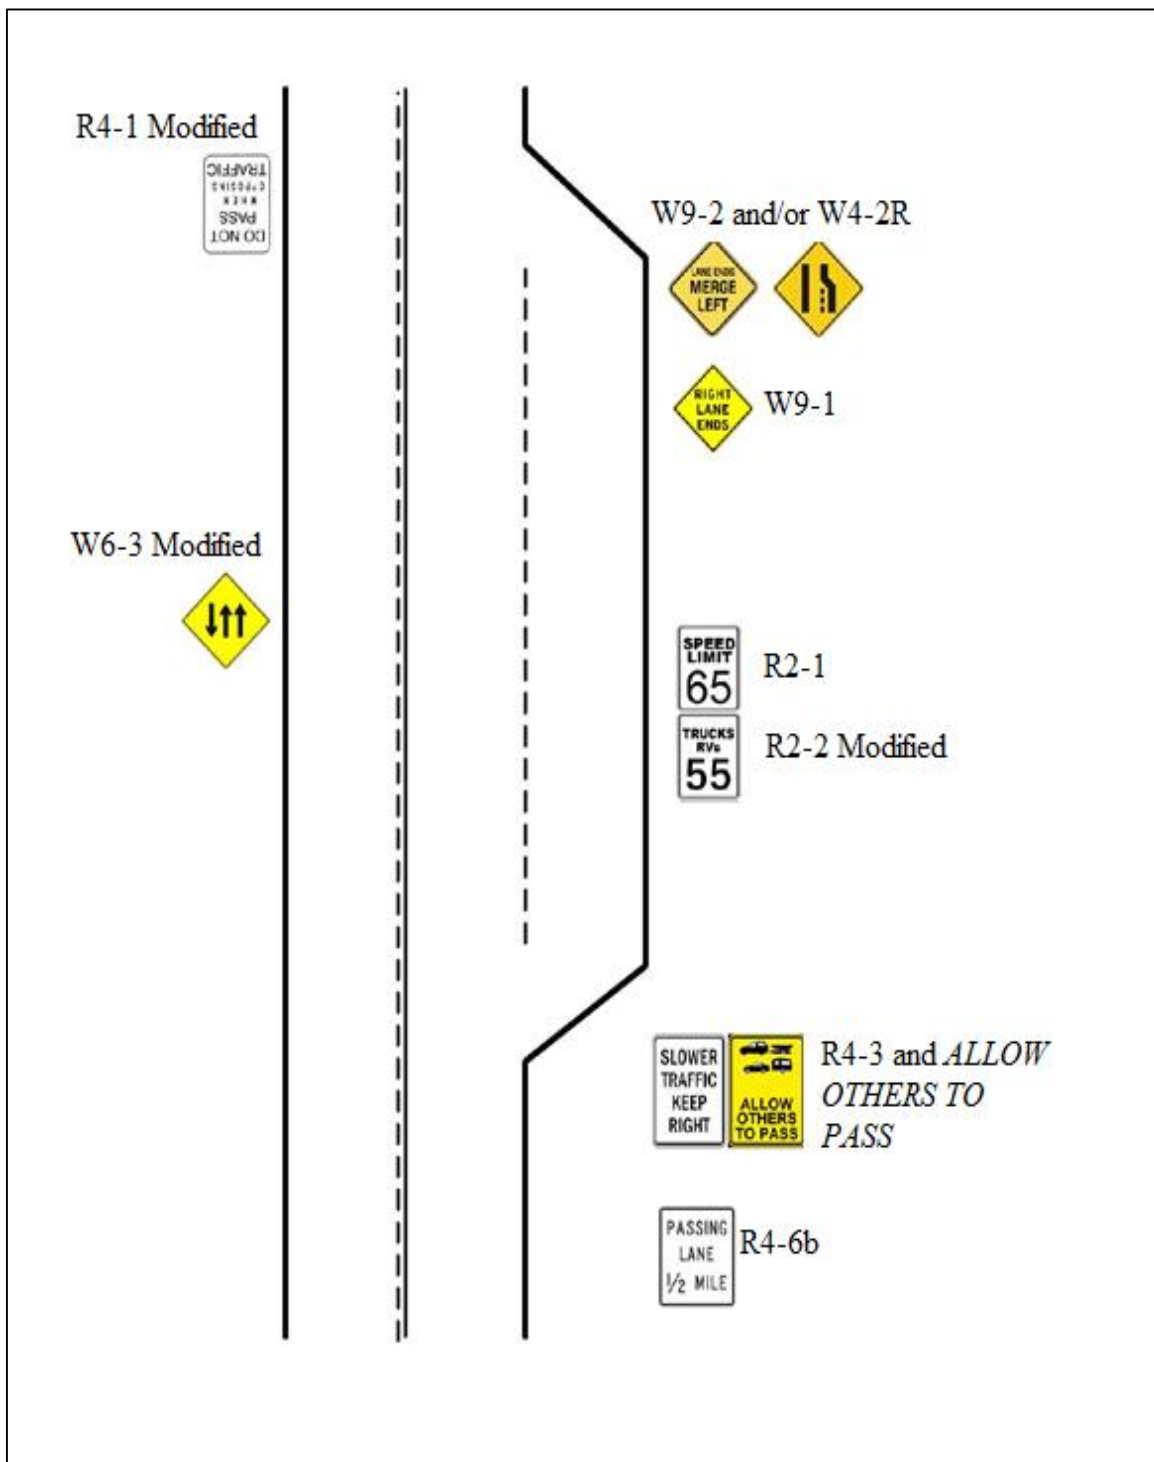 R4-1 Modified
DO NOT
PASS
WHEN
OPPOSING
TRAFFIC
W9-2 and/or W4-2R
LANE ENDS
MERGE
LEFT
RIGHT
LANE
ENDS
W9-1
W6-3 Modified
SPEED
LIMIT
65
R2-1
TRUCKS
RVs
55
R2-2 Modified
SLOWER
TRAFFIC
KEEP
RIGHT
ALLOW
OTHERS
TO PASS
R4-3 and ALLOW
OTHERS TO
PASS
PASSING
LANE
1/2 MILE
R4-6b